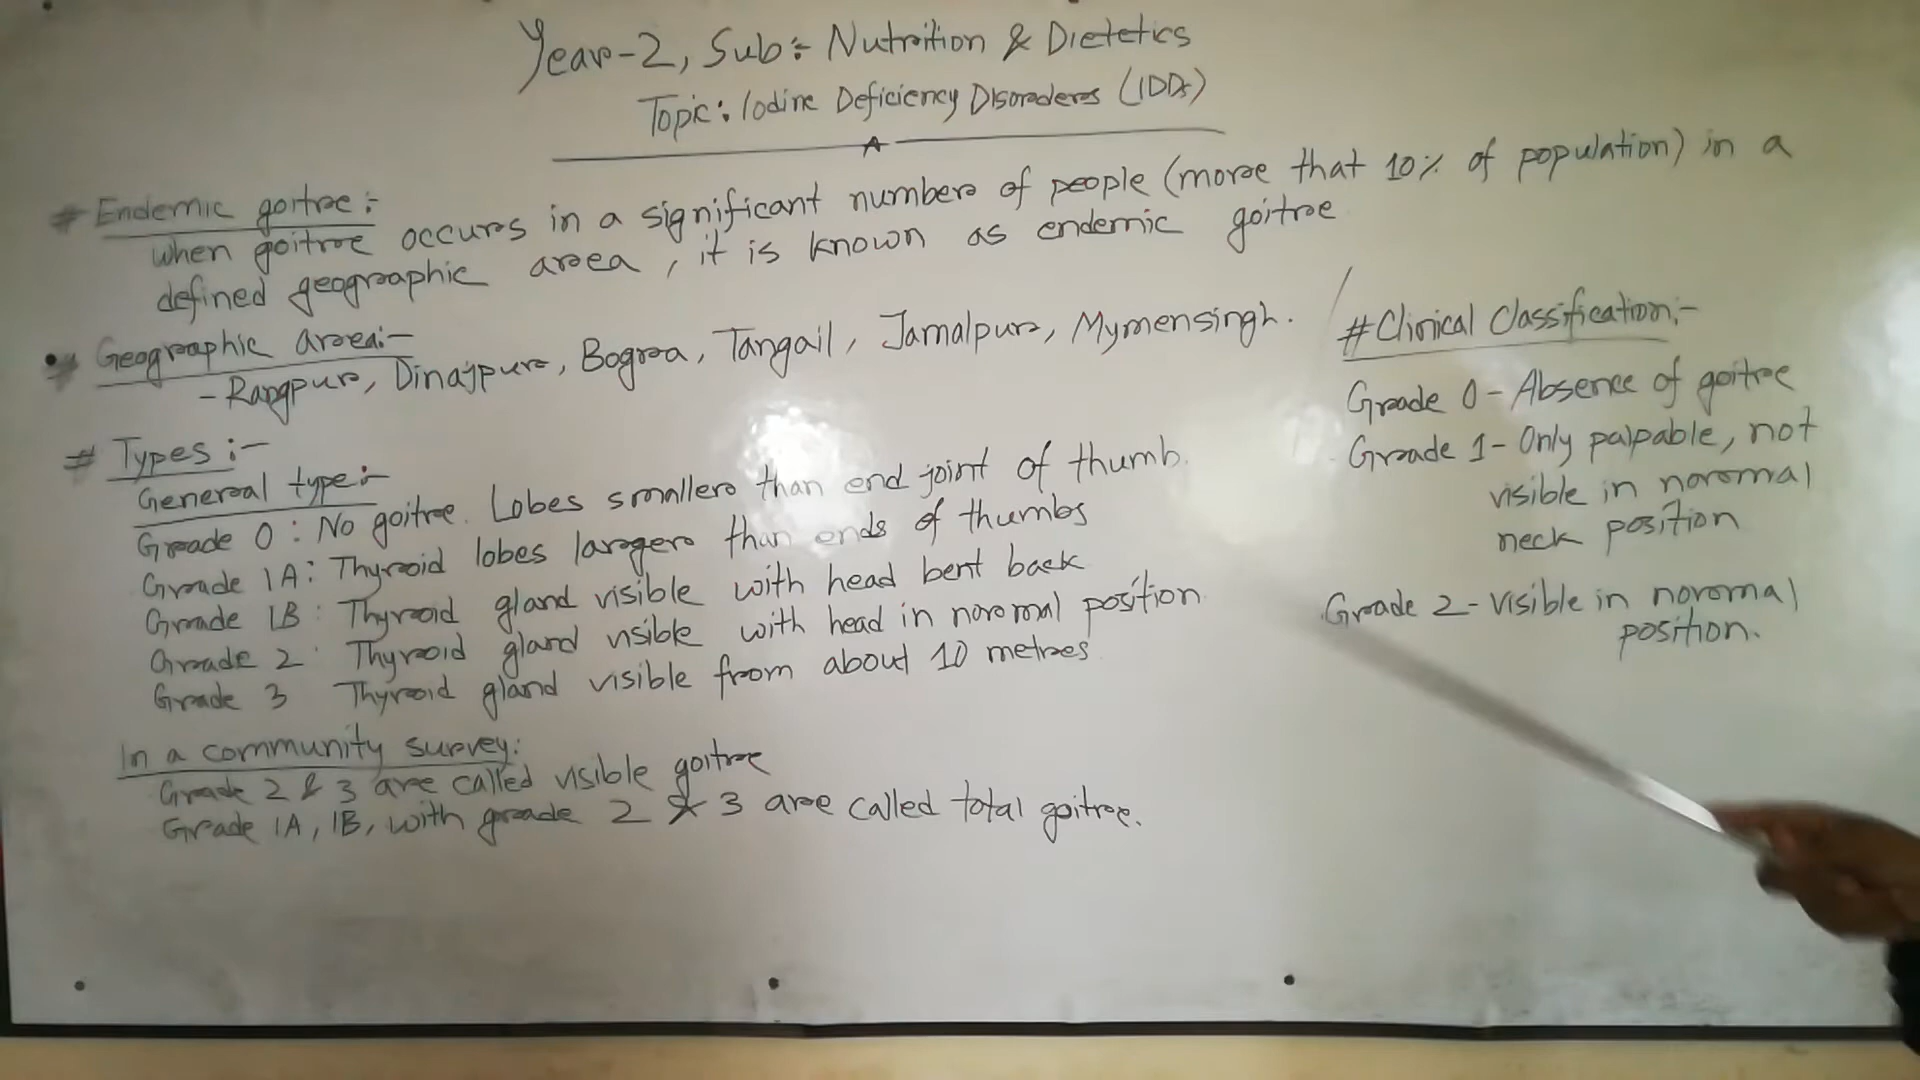 Year-2, Sub:- Nutrition & Dietetics
Topic: Iodine Deficiency Disorders (IDDs)
# Endemic goitre:-
when goitre occurs in a significant number of people (more that 10% of population) in a
defined geographic area, it is known as endemic goitre
# Geographic area:-
- Rangpur, Dinajpur, Bogra, Tangail, Jamalpur, Mymensingh.
# Types:-
General type:-
Grade 0: No goitre. Lobes smaller than end joint of thumb.
Grade 1A: Thyroid lobes larger than ends of thumbs
Grade 1B: Thyroid gland visible with head bent back
Grade 2: Thyroid gland visible with head in normal position
Grade 3 Thyroid gland visible from about 10 metres
In a community survey:
Grade 2 & 3 are called visible goitre
Grade 1A, 1B, with grade 2 & 3 are called total goitre.
# Clinical Classification:-
Grade 0 - Absence of goitre
Grade 1 - Only palpable, not
visible in normal
neck position
Grade 2 - visible in normal
position.